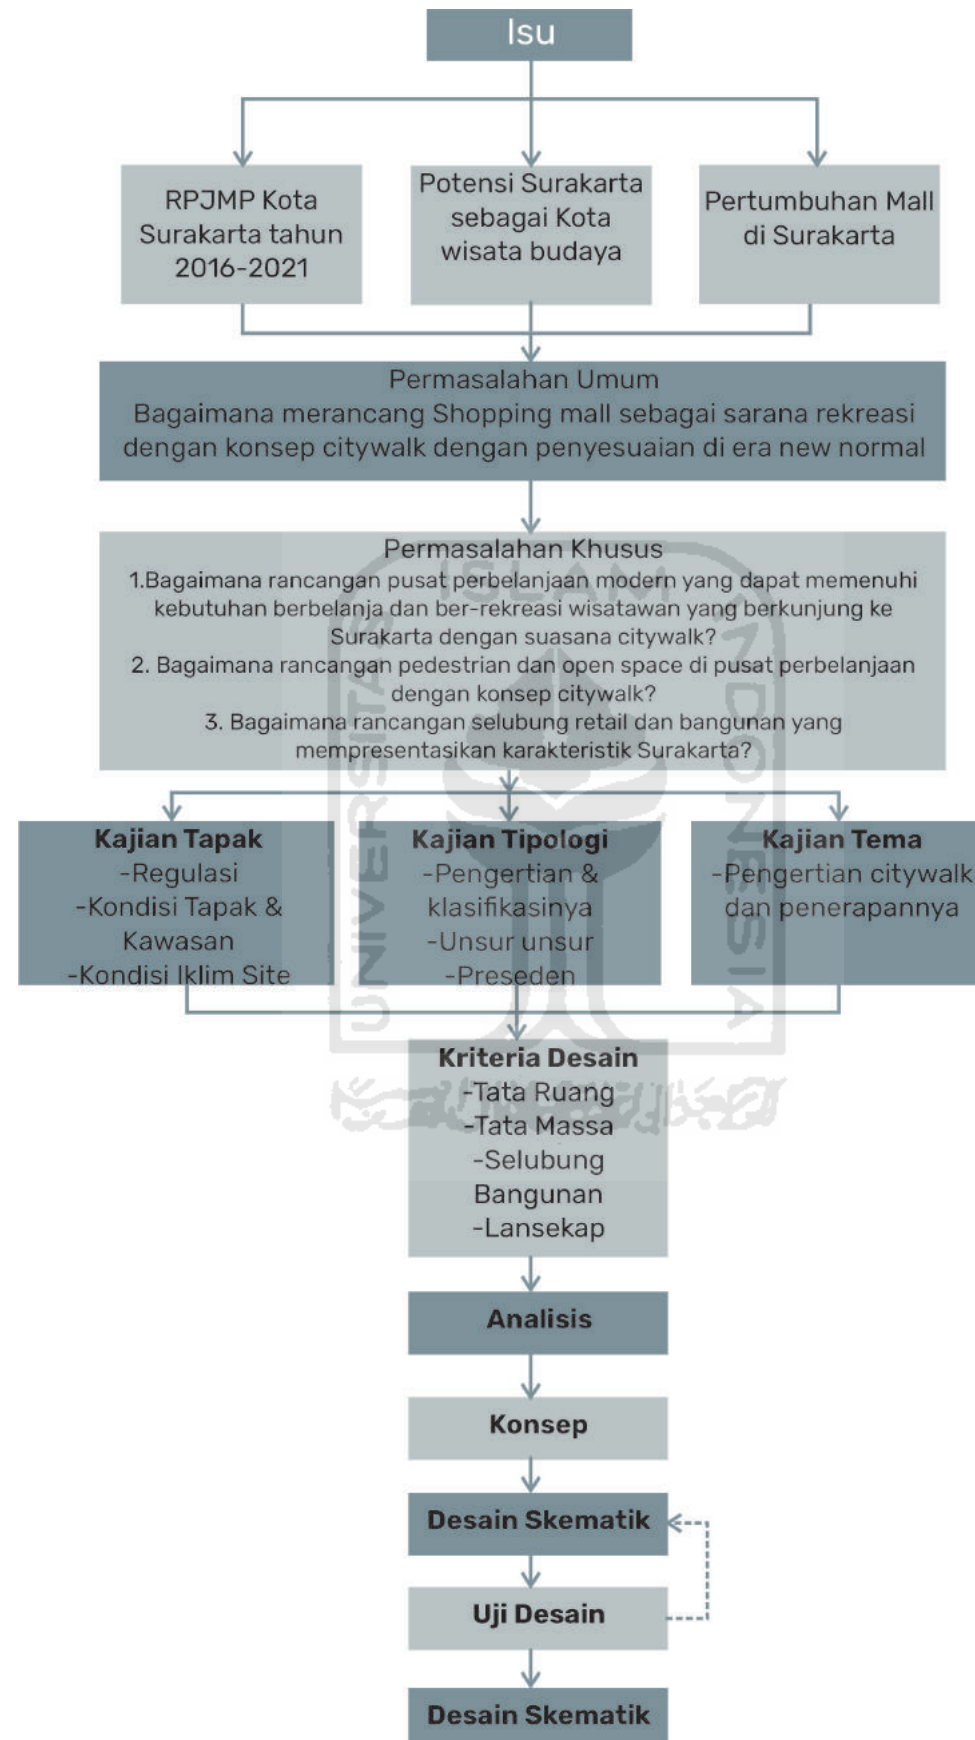 Isu
RPJMP Kota
Surakarta tahun
2016-2021
Potensi Surakarta
sebagai Kota
wisata budaya
Pertumbuhan Mall
di Surakarta
Permasalahan Umum
Bagaimana merancang Shopping mall sebagai sarana rekreasi
dengan konsep citywalk dengan penyesuaian di era new normal
Permasalahan Khusus
1.Bagaimana rancangan pusat perbelanjaan modern yang dapat memenuhi
kebutuhan berbelanja dan ber-rekreasi wisatawan yang berkunjung ke
Surakarta dengan suasana citywalk?
2. Bagaimana rancangan pedestrian dan open space di pusat perbelanjaan
dengan konsep citywalk?
3. Bagaimana rancangan selubung retail dan bangunan yang
mempresentasikan karakteristik Surakarta?
Kajian Tapak
-Regulasi
-Kondisi Tapak &
Kawasan
-Kondisi Iklim Site
Kajian Tipologi
-Pengertian &
klasifikasinya
-Unsur unsur
-Preseden
Kajian Tema
-Pengertian citywalk
dan penerapannya
Kriteria Desain
-Tata Ruang
-Tata Massa
-Selubung
Bangunan
-Lansekap
Analisis
Konsep
Desain Skematik
Uji Desain
Desain Skematik
UNIVERSITAS
ISLAM
INDONESIA